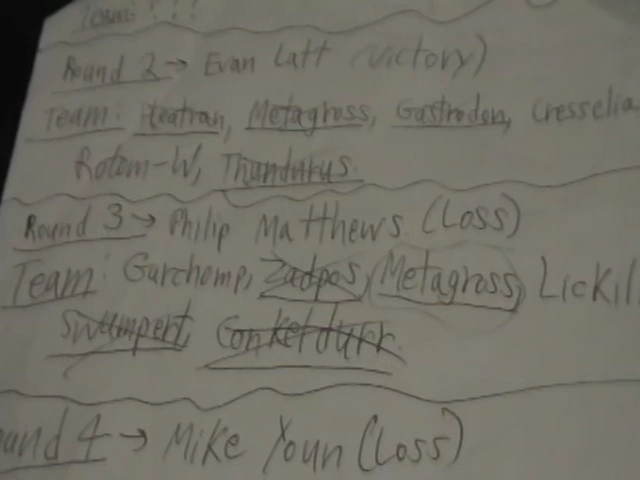 Team: ???
Round 2 → Evan Latt (Victory)
Team: Heatran, Metagross, Gastrodon, Cresselia
Rotom-W, Thundurus.
Round 3 → Philip Matthews (Loss)
Team: Garchomp, Zadpos, Metagross, Lickil
Swampert, Conkeldurr
ound 4 → Mike Youn (Loss)